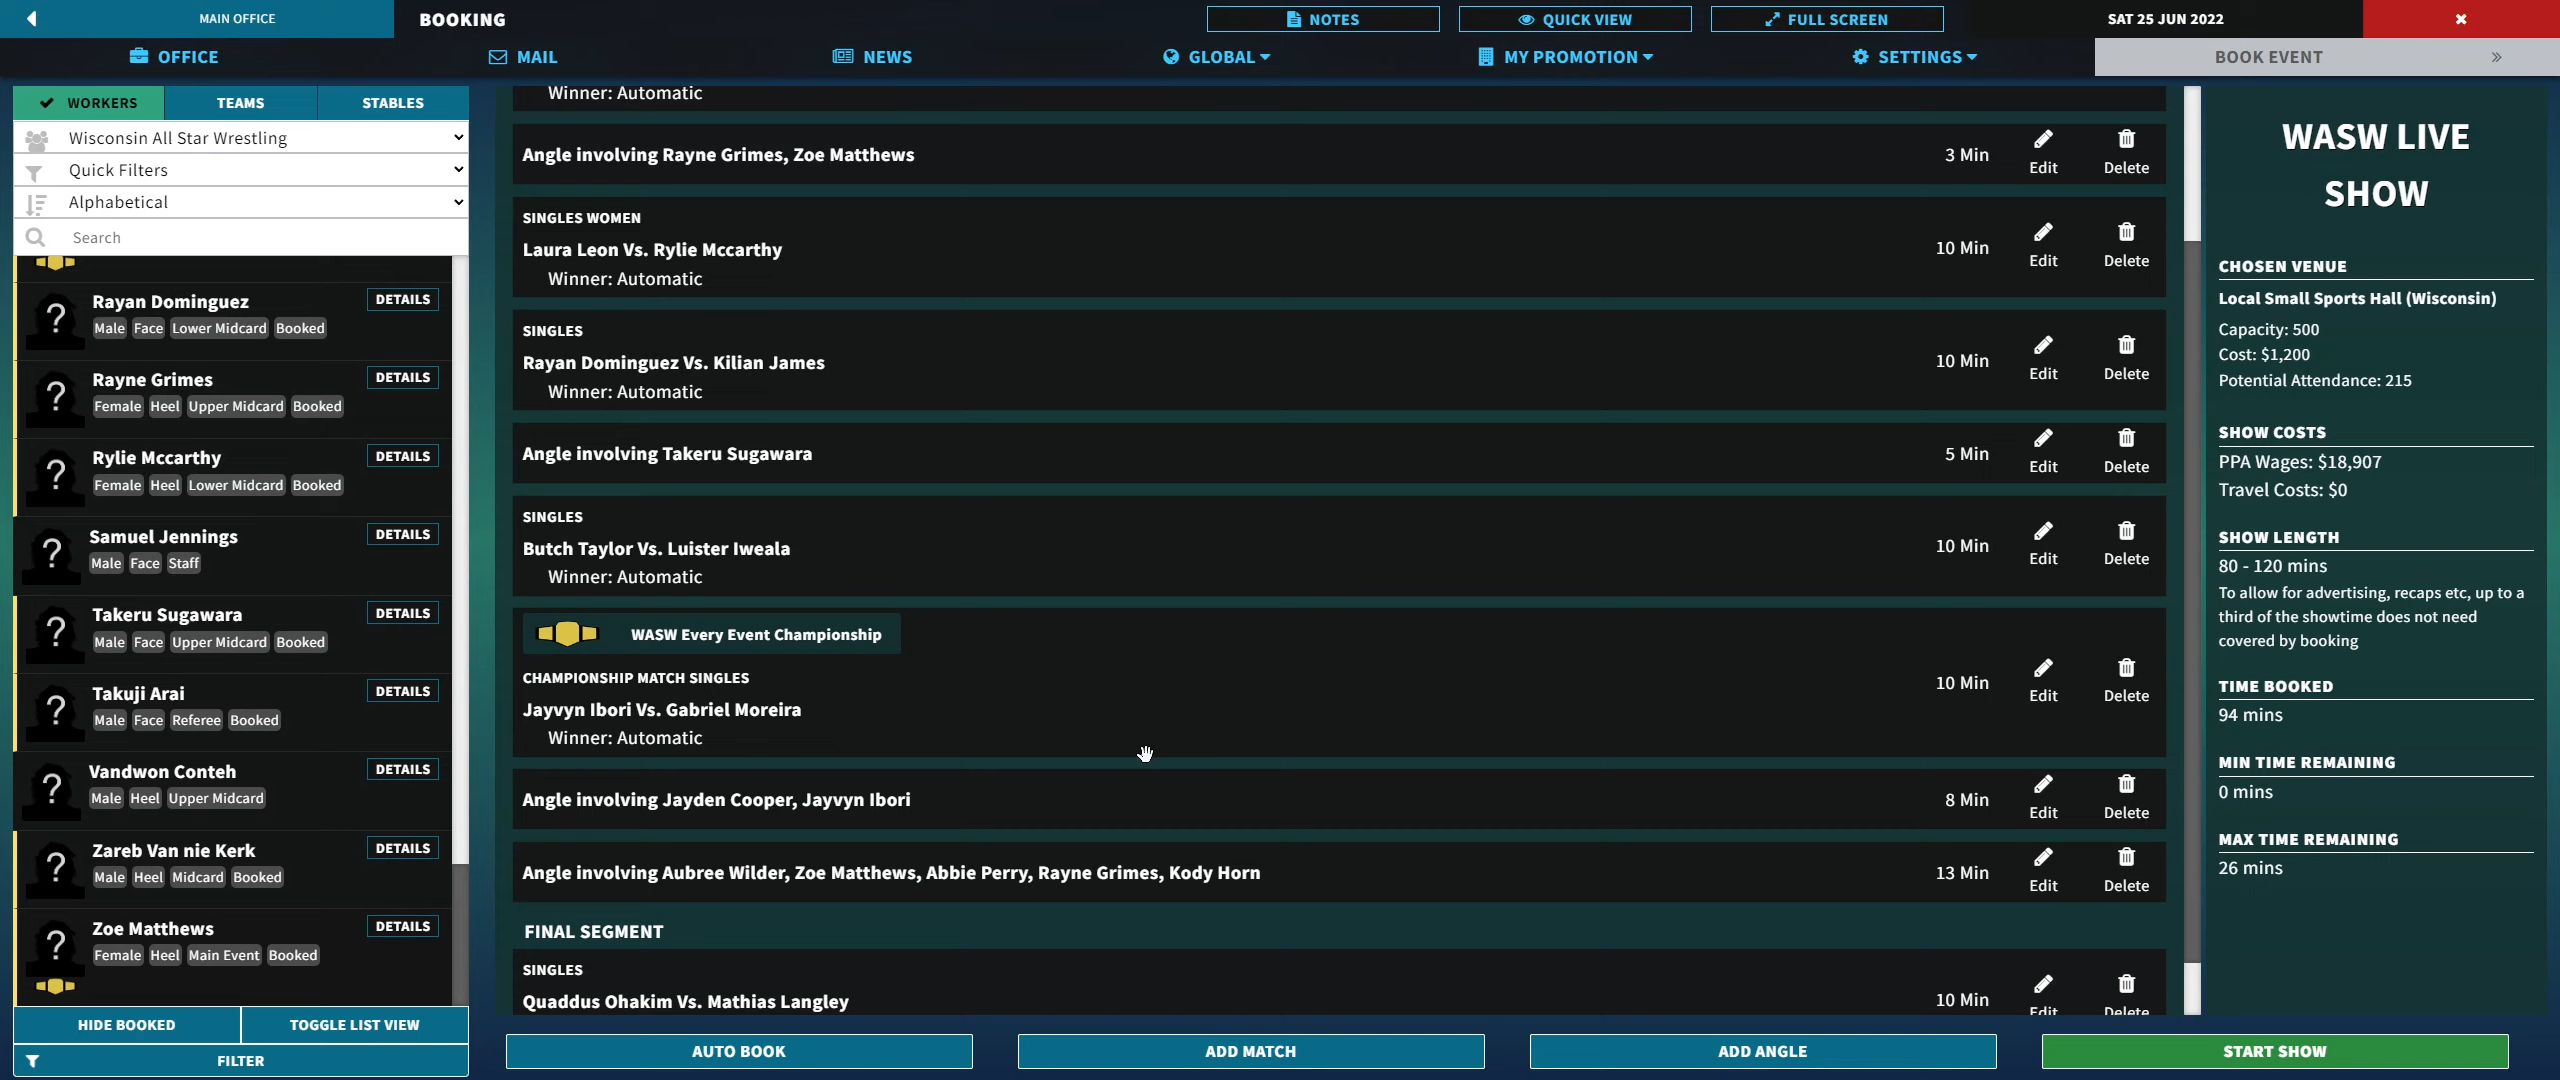 MAIN OFFICE
BOOKING
NOTES
QUICK VIEW
FULL SCREEN
SAT 25 JUN 2022
OFFICE
MAIL
NEWS
GLOBAL
MY PROMOTION
SETTINGS
BOOK EVENT
WORKERS
TEAMS
STABLES
Wisconsin All Star Wrestling
Quick Filters
Alphabetical
Search
Rayan Dominguez
DETAILS
Male Face Lower Midcard Booked
Rayne Grimes
DETAILS
Female Heel Upper Midcard Booked
Rylie Mccarthy
DETAILS
Female Heel Lower Midcard Booked
Samuel Jennings
DETAILS
Male Face Staff
Takeru Sugawara
DETAILS
Male Face Upper Midcard Booked
Takuji Arai
DETAILS
Male Face Referee Booked
Vandwon Conteh
DETAILS
Male Heel Upper Midcard
Zareb Van nie Kerk
DETAILS
Male Heel Midcard Booked
Zoe Matthews
DETAILS
Female Heel Main Event Booked
HIDE BOOKED
TOGGLE LIST VIEW
FILTER
Winner: Automatic
Angle involving Rayne Grimes, Zoe Matthews
3 Min
Edit
Delete
SINGLES WOMEN
Laura Leon Vs. Rylie Mccarthy
Winner: Automatic
10 Min
Edit
Delete
SINGLES
Rayan Dominguez Vs. Kilian James
Winner: Automatic
10 Min
Edit
Delete
Angle involving Takeru Sugawara
5 Min
Edit
Delete
SINGLES
Butch Taylor Vs. Luister Iweala
Winner: Automatic
10 Min
Edit
Delete
WASW Every Event Championship
CHAMPIONSHIP MATCH SINGLES
Jayvyn Ibori Vs. Gabriel Moreira
Winner: Automatic
10 Min
Edit
Delete
Angle involving Jayden Cooper, Jayvyn Ibori
8 Min
Edit
Delete
Angle involving Aubree Wilder, Zoe Matthews, Abbie Perry, Rayne Grimes, Kody Horn
13 Min
Edit
Delete
FINAL SEGMENT
SINGLES
Quaddus Ohakim Vs. Mathias Langley
10 Min
Edit
Delete
AUTO BOOK
ADD MATCH
ADD ANGLE
START SHOW
WASW LIVE
SHOW
CHOSEN VENUE
Local Small Sports Hall (Wisconsin)
Capacity: 500
Cost: $1,200
Potential Attendance: 215
SHOW COSTS
PPA Wages: $18,907
Travel Costs: $0
SHOW LENGTH
80 - 120 mins
To allow for advertising, recaps etc, up to a
third of the showtime does not need
covered by booking
TIME BOOKED
94 mins
MIN TIME REMAINING
0 mins
MAX TIME REMAINING
26 mins